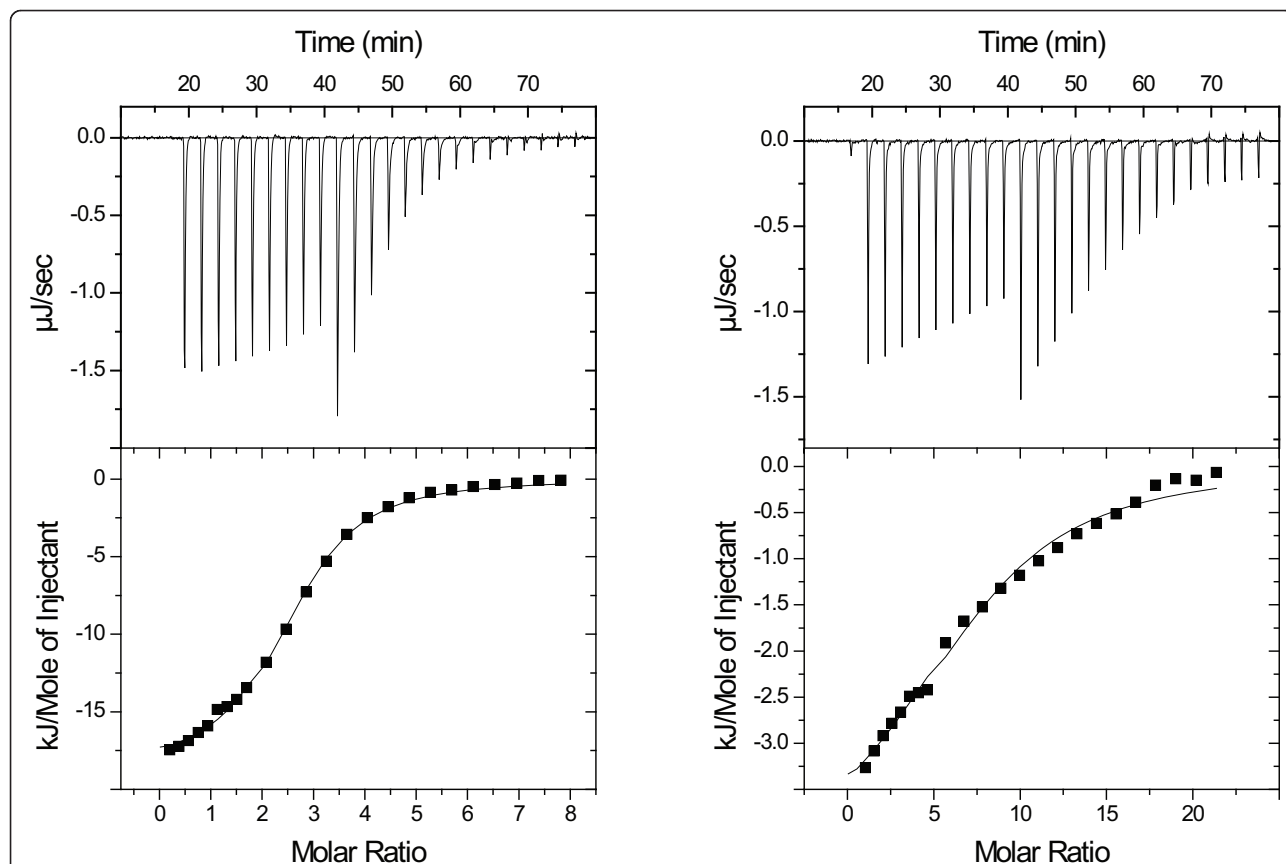 Time (min)
20 30 40 50 60 70
0.0
-0.5
-1.0
-1.5
µJ/sec
0
-5
-10
-15
kJ/Mole of Injectant
0 1 2 3 4 5 6 7 8
Molar Ratio
Time (min)
20 30 40 50 60 70
0.0
-0.5
-1.0
-1.5
µJ/sec
0.0
-0.5
-1.0
-1.5
-2.0
-2.5
-3.0
kJ/Mole of Injectant
0 5 10 15 20
Molar Ratio